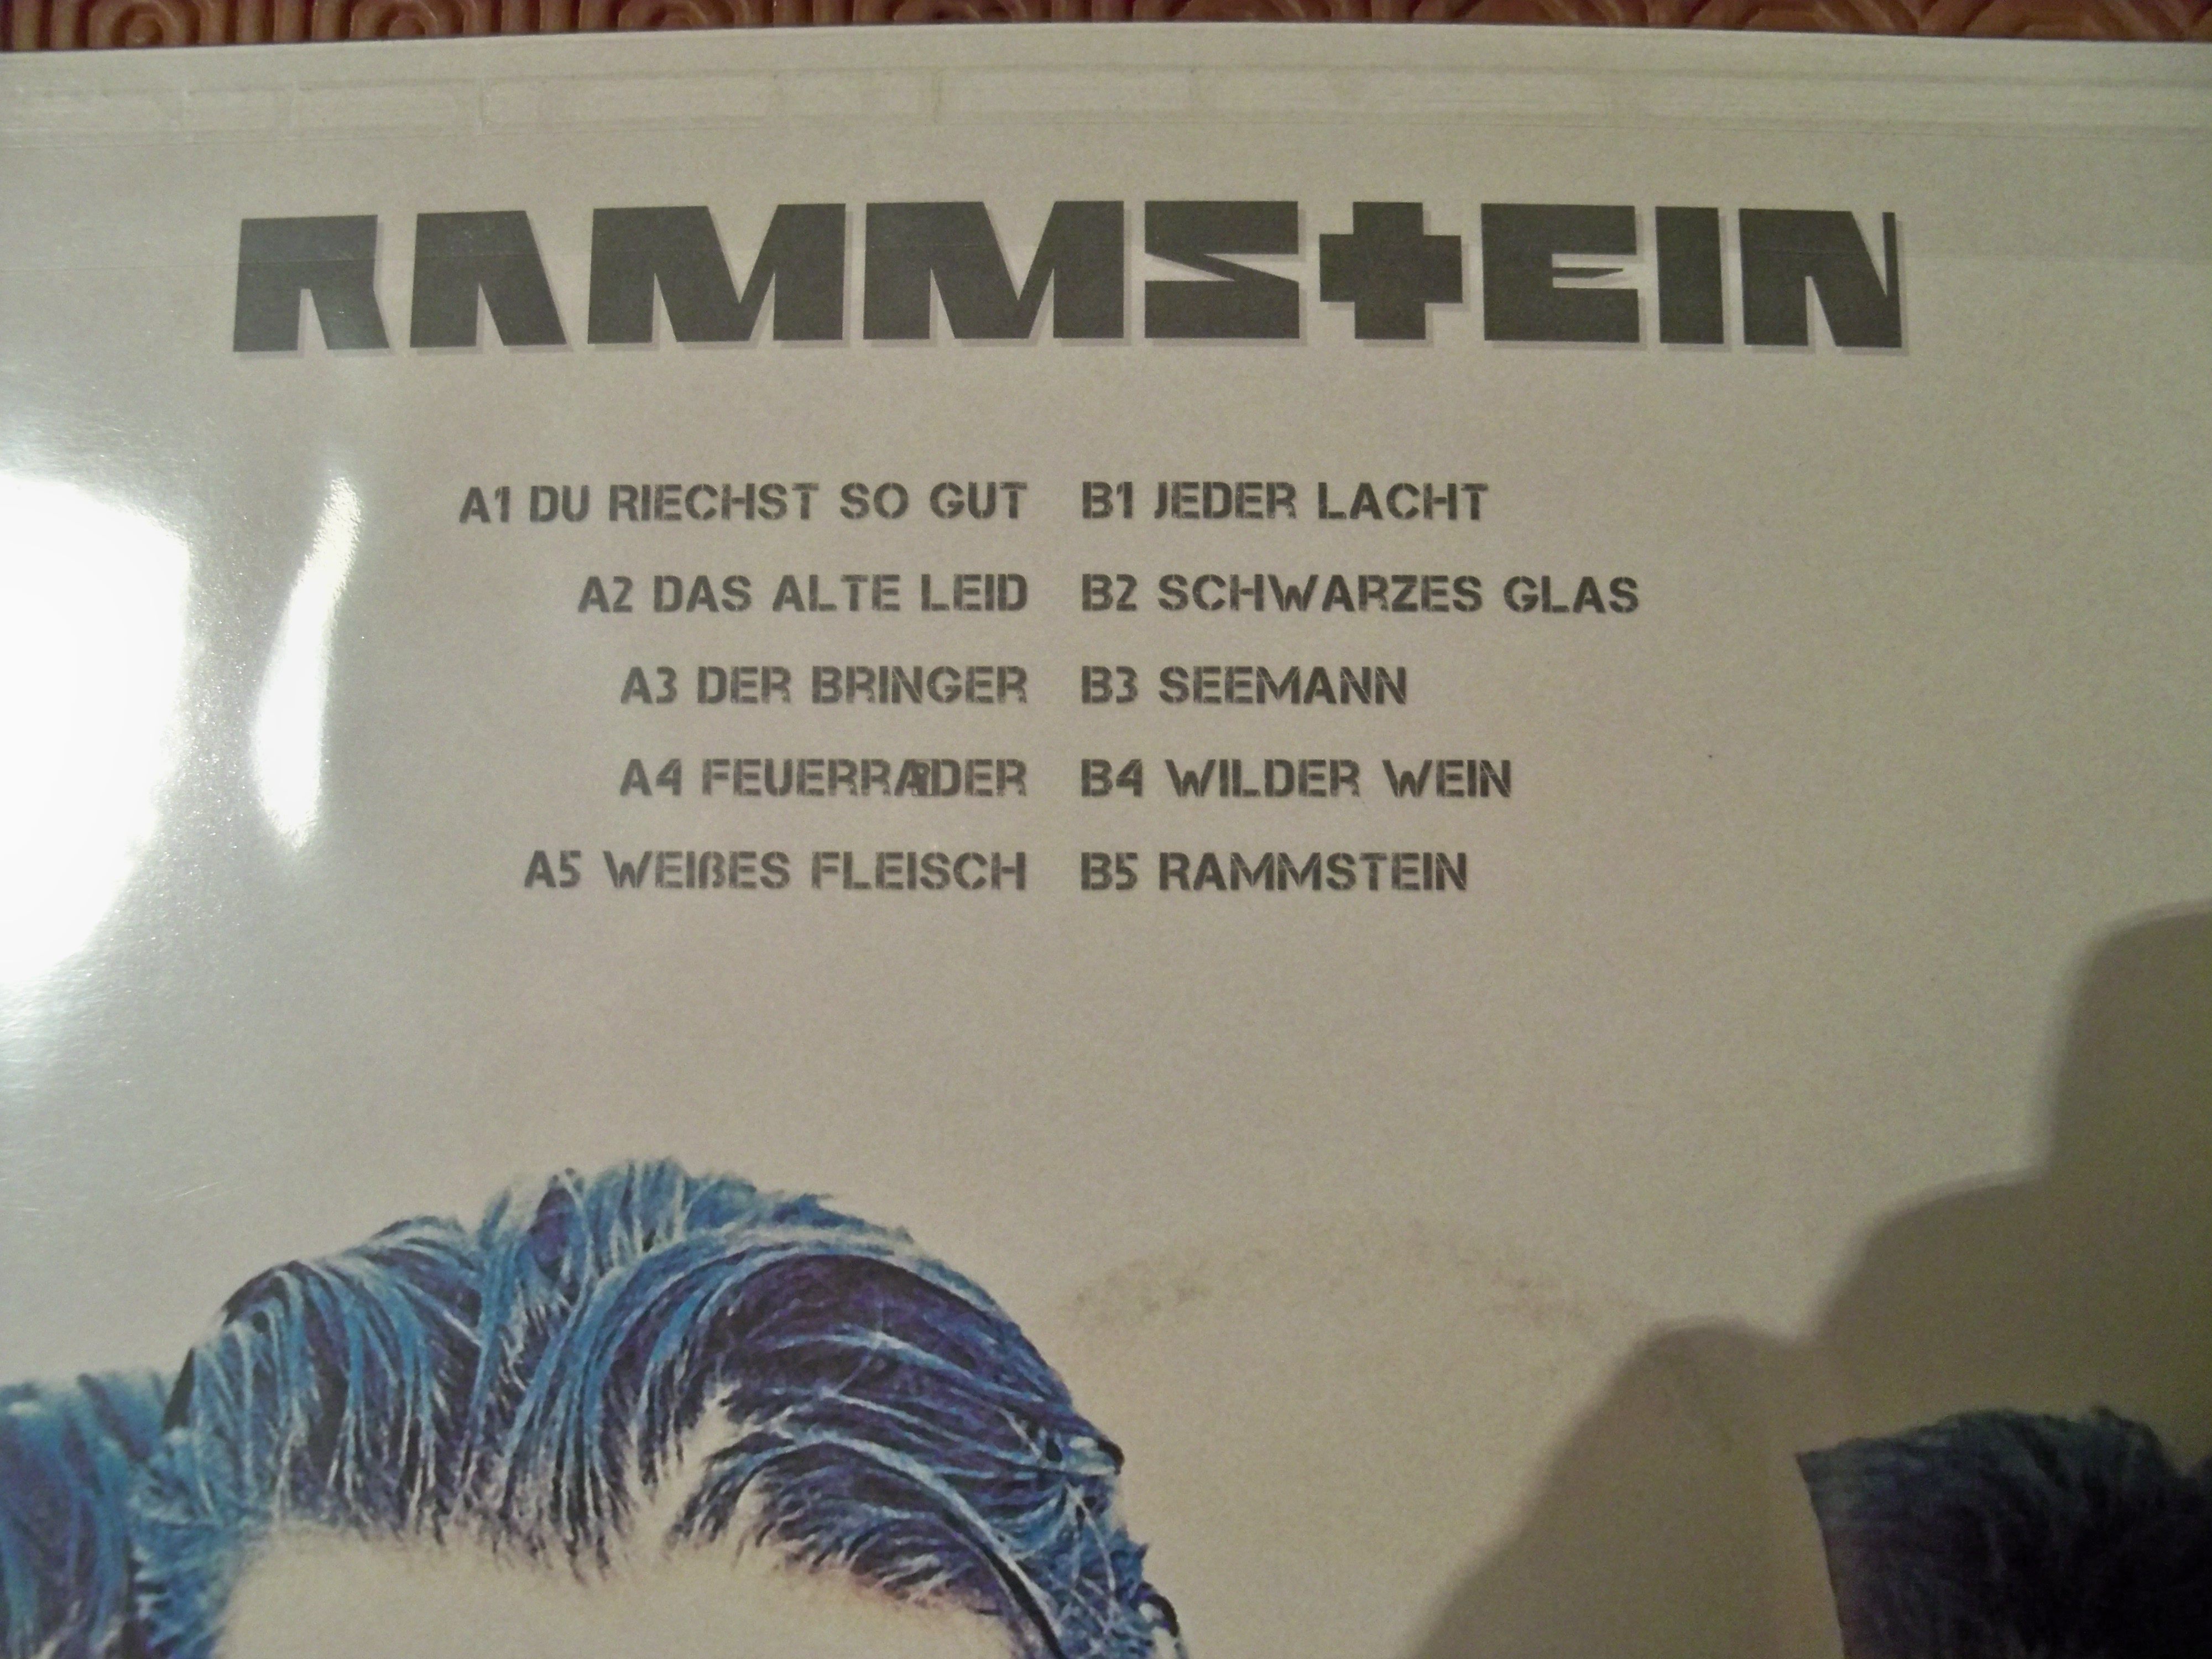 RAMMSTEIN
A1 DU RIECHST SO GUT
A2 DAS ALTE LEID
A3 DER BRINGER
A4 FEUERRADER
A5 WEIßES FLEISCH
B1 JEDER LACHT
B2 SCHWARZES GLAS
B3 SEEMANN
B4 WILDER WEIN
B5 RAMMSTEIN